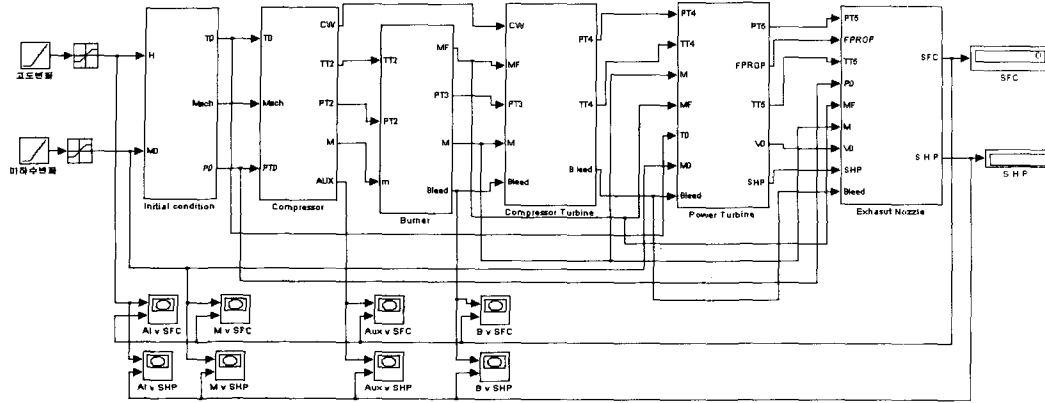 고도변화
마하수변화
H
M0
T0
Mach
P0
Initial condition
T0
Mach
PT0
CW
TT2
PT2
M
AUX
Compressor
TT2
PT2
m
MF
PT3
M
Bleed
Burner
CW
MF
PT3
M
Bleed
PT4
TT4
Bleed
Compressor Turbine
PT4
TT4
M
MF
T0
M0
Bleed
PT5
FPROP
TT5
V0
SHP
Power Turbine
PT5
FPROP
TT5
P0
MF
M
V0
SHP
Bleed
SFC
SHP
Exhasut Nozzle
0
SFC
SHP
Al v SFC
M v SFC
Aux v SFC
B v SFC
Al v SHP
M v SHP
Aux v SHP
B v SHP